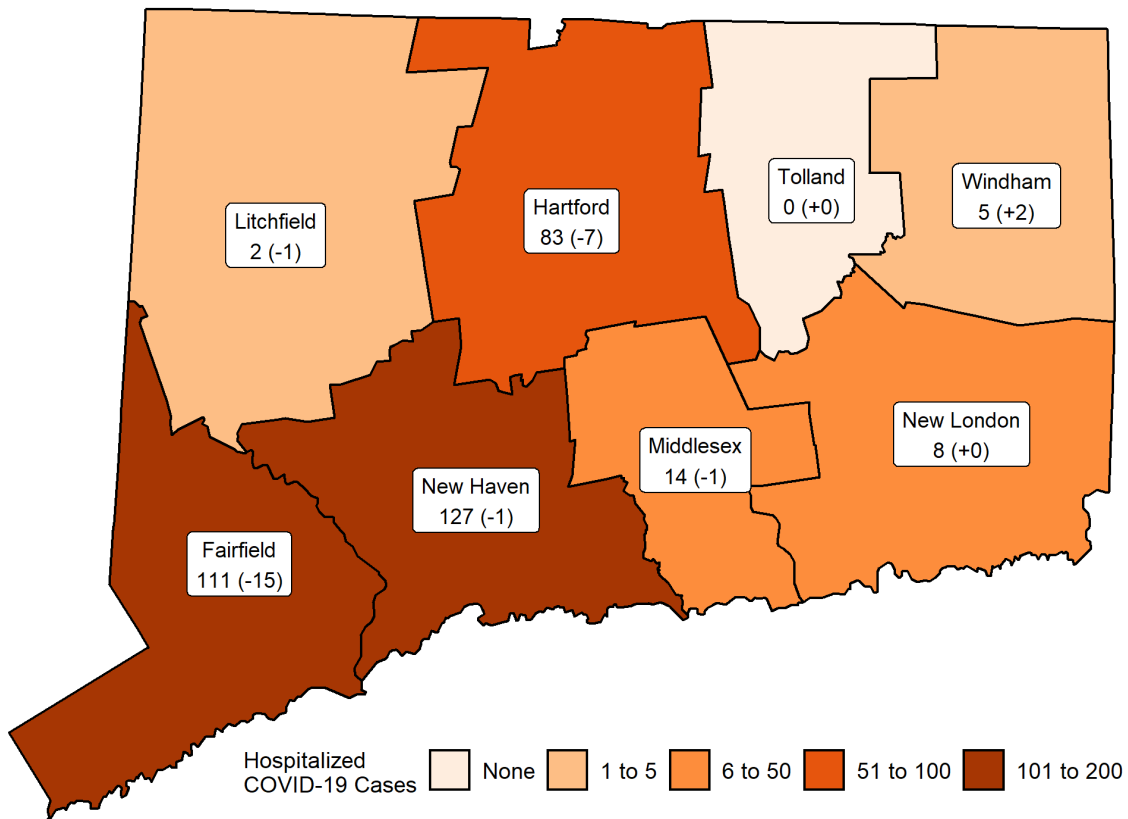 Tolland
0 (+0)
Windham
5 (+2)
Litchfield
2 (-1)
Hartford
83 (-7)
New London
8 (+0)
Middlesex
14 (-1)
New Haven
127 (-1)
Fairfield
111 (-15)
Hospitalized
COVID-19 Cases
None
1 to 5
6 to 50
51 to 100
101 to 200